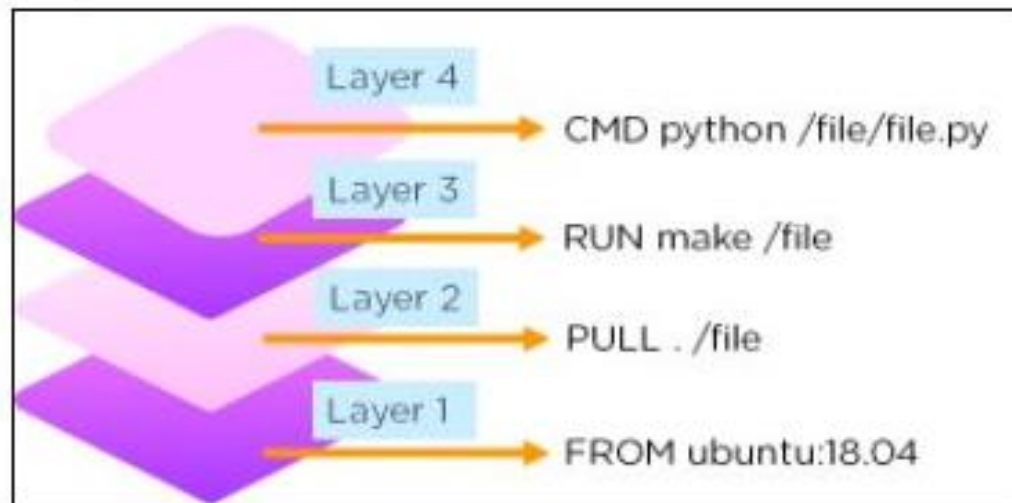 Layer 4
CMD python /file/file.py
Layer 3
RUN make /file
Layer 2
PULL . /file
Layer 1
FROM ubuntu:18.04